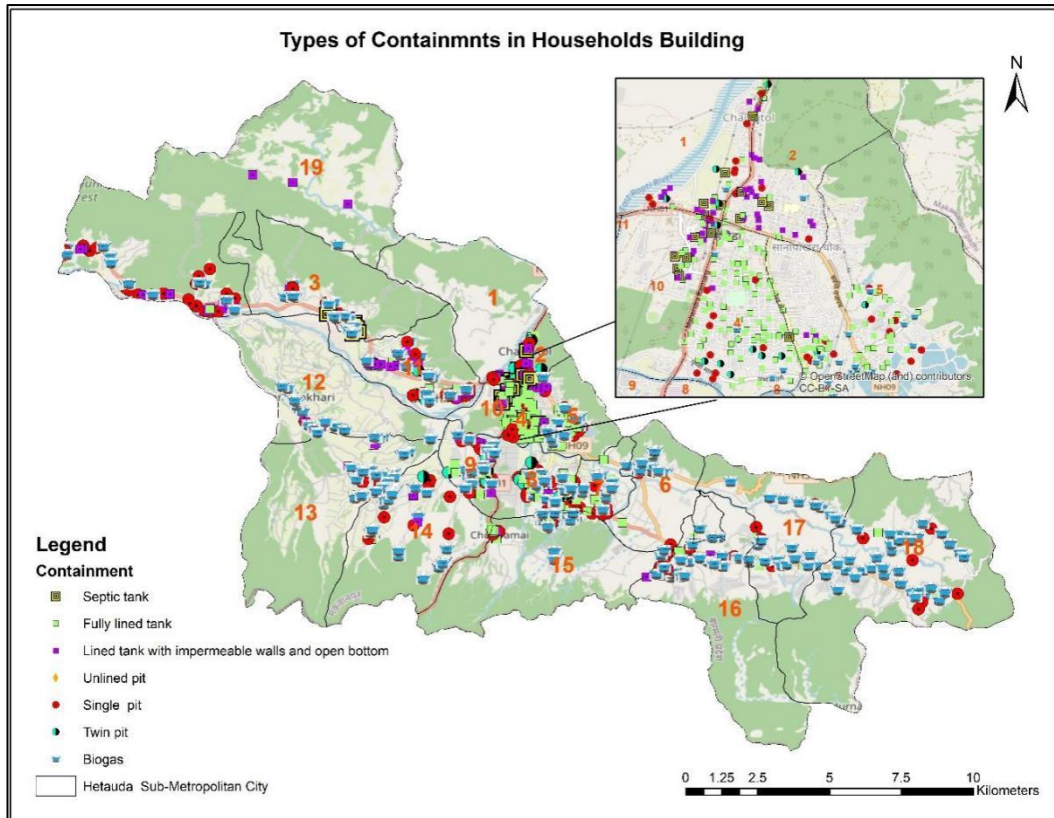 Types of Containmnts in Households Building
N
19
3
1
2
12
10
4
5
9
8
7
6
13
14
15
16
17
18
1
2
11
10
5
4
9
8
NH09
© OpenStreetMap (and) contributors
CC-BY-SA
Legend
Containment
Septic tank
Fully lined tank
Lined tank with impermeable walls and open bottom
Unlined pit
Single pit
Twin pit
Biogas
Hetauda Sub-Metropolitan City
0 1.25 2.5 5 7.5 10
Kilometers